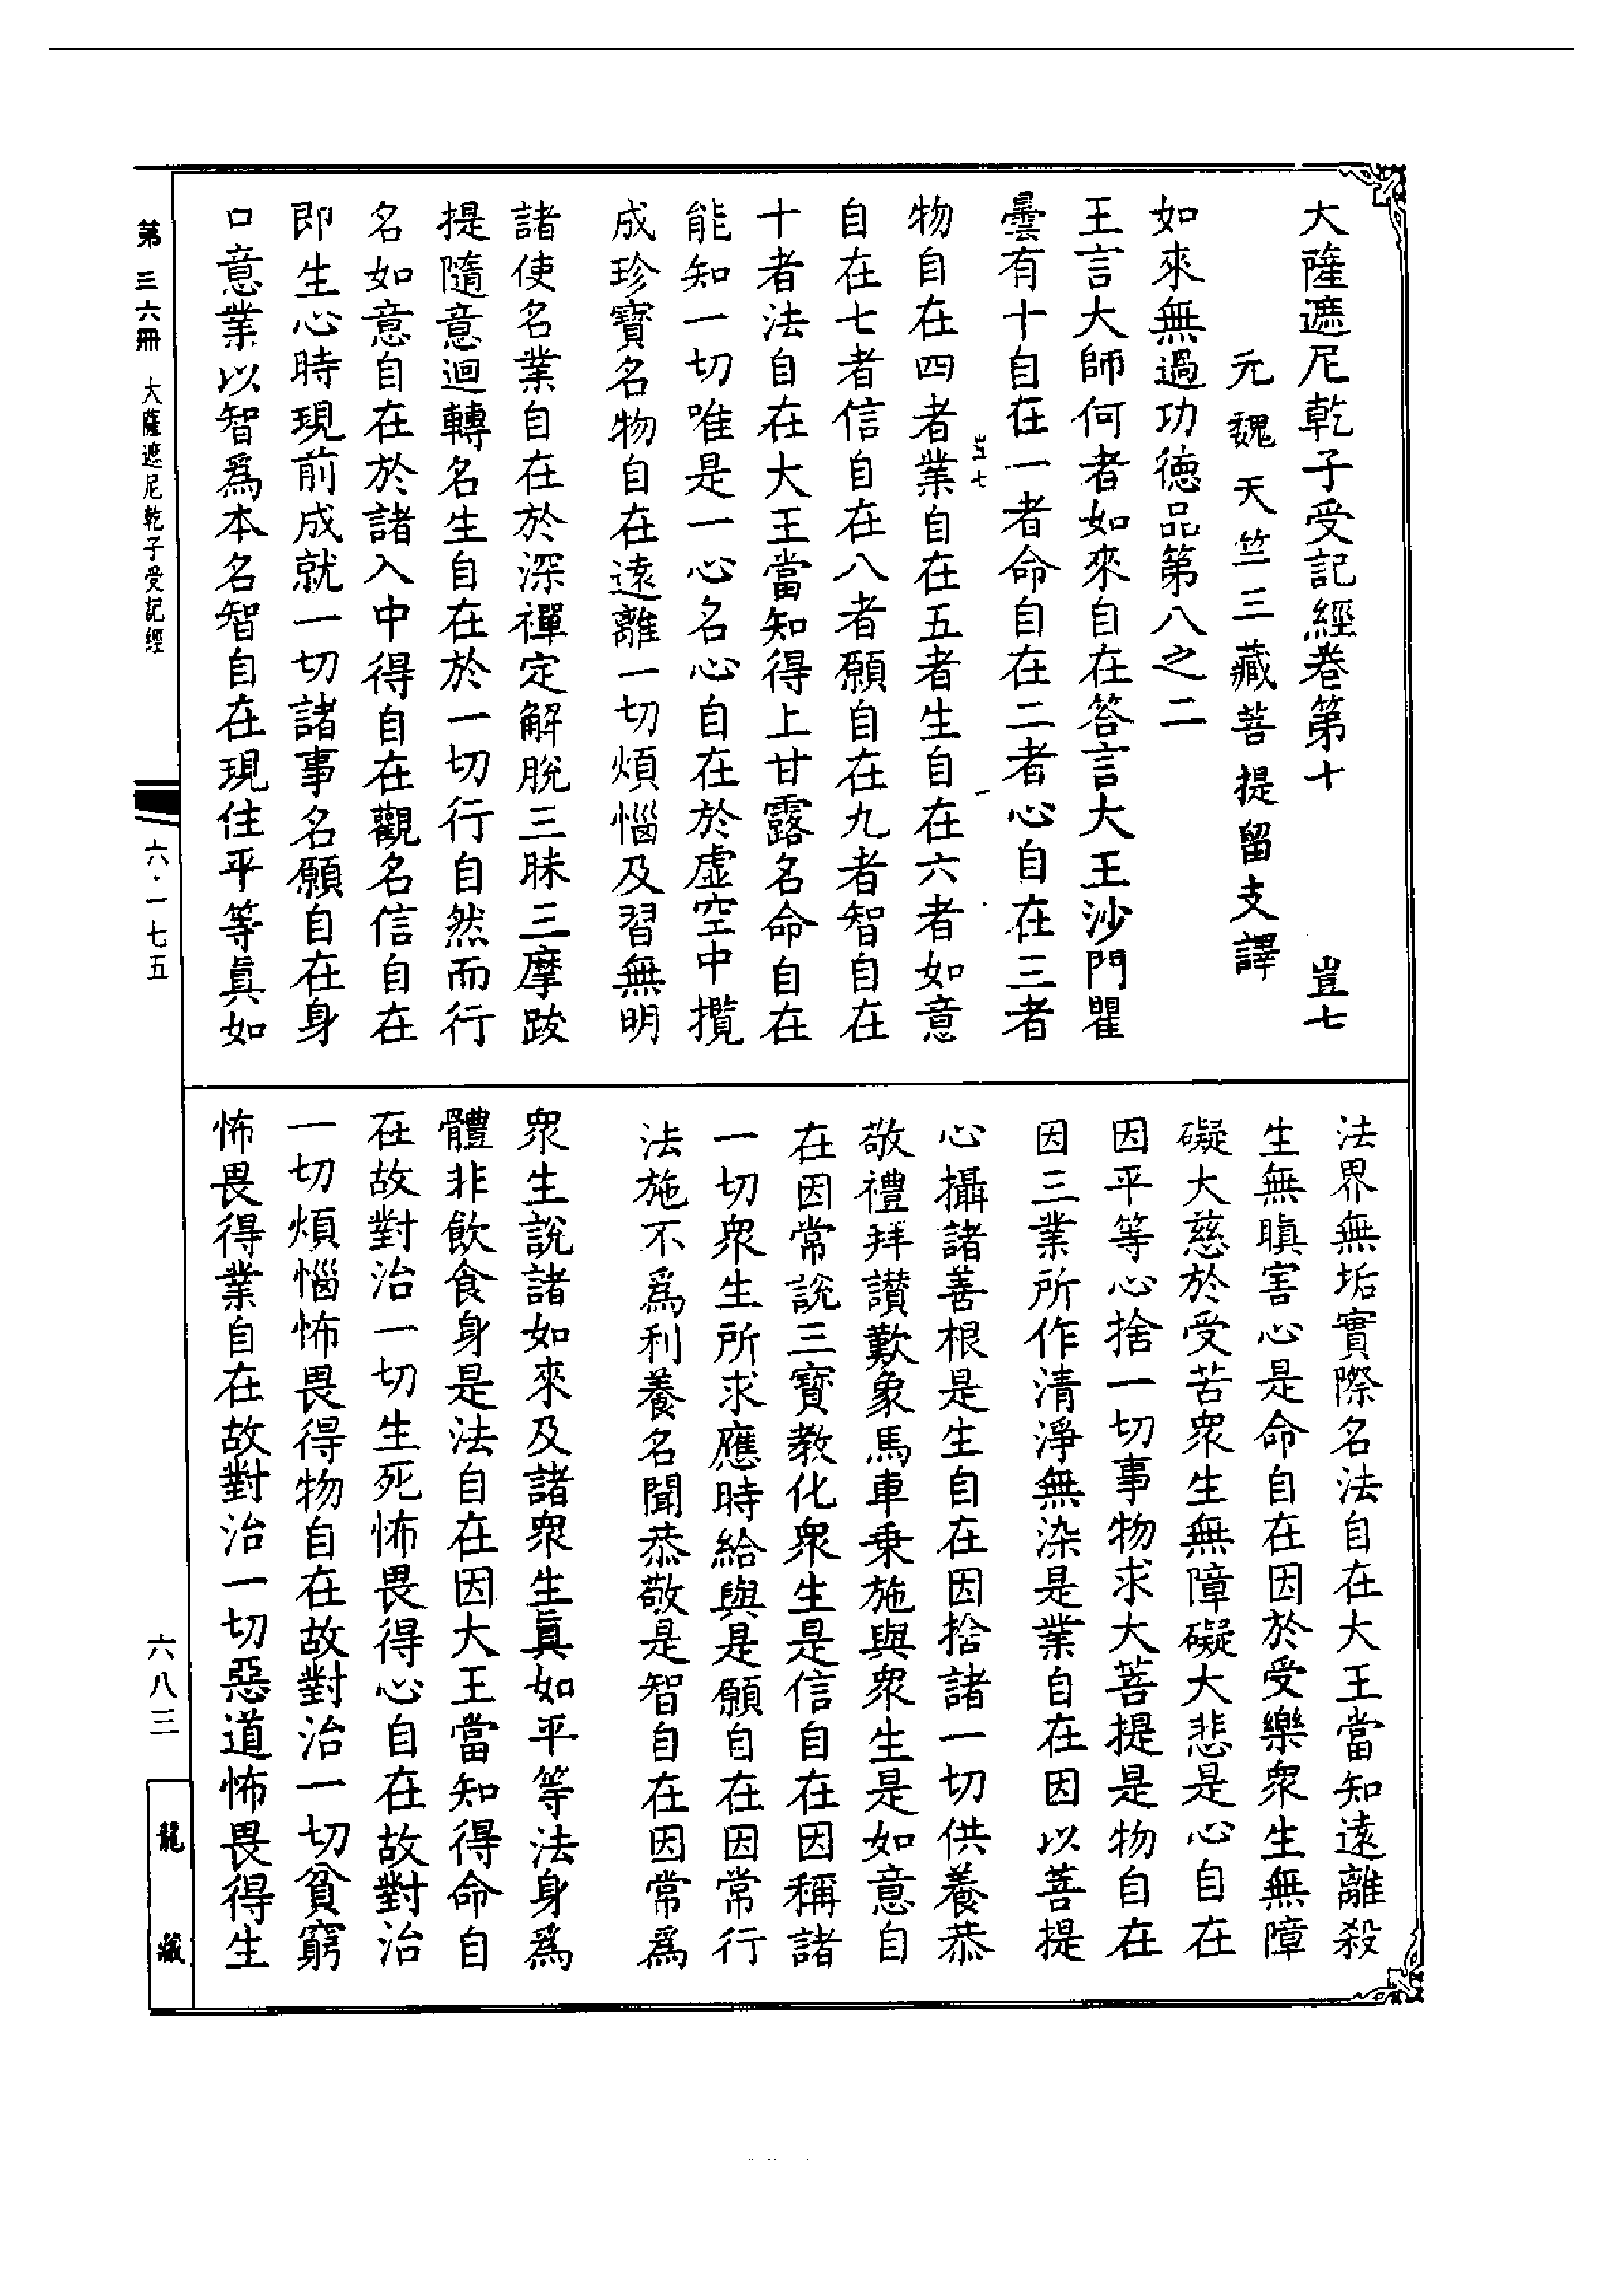 大薩遮尼乾子受記經卷第十　豈七
元魏天竺三藏菩提留支譯
如來無過功德品第八之二
王言大師何者如來自在答言大王沙門瞿
曇有十自在一者命自在二者心自在三者
豈七
物自在四者業自在五者生自在六者如意
自在七者信自在八者願自在九者智自在
十者法自在大王當知得上甘露名命自在
能知一切唯是一心名心自在於虛空中攬
成珍寶名物自在遠離一切煩惱及習無明
諸使名業自在於深禪定解脫三昧三摩跋
提隨意迴轉名生自在於一切行自然而行
名如意自在於諸入中得自在觀名信自在
即生心時現前成就一切諸事名願自在身
口意業以智為本名智自在現住平等真如
法界無垢實際名法自在大王當知遠離殺
生無瞋害心是命自在因於受樂眾生無障
礙大慈於受苦眾生無障礙大悲是心自在
因平等心捨一切事物求大菩提是物自在
因三業所作清淨無染是業自在因以菩提
心攝諸善根是生自在因捨諸一切供養恭
敬禮拜讚歎象馬車乘施與眾生是如意自
在因常說三寶教化眾生是信自在因稱諸
一切眾生所求應時給與是願自在因常行
法施不為利養名聞恭敬是智自在因常為
眾生說諸如來及諸眾生真如平等法身為
體非飲食身是法自在因大王當知得命自
在故對治一切生死怖畏得心自在故對治
一切煩惱怖畏得物自在故對治一切貧窮
怖畏得業自在故對治一切惡道怖畏得生
第三六冊　大薩遮尼乾子受記經
六·一七五
六八三
龍藏